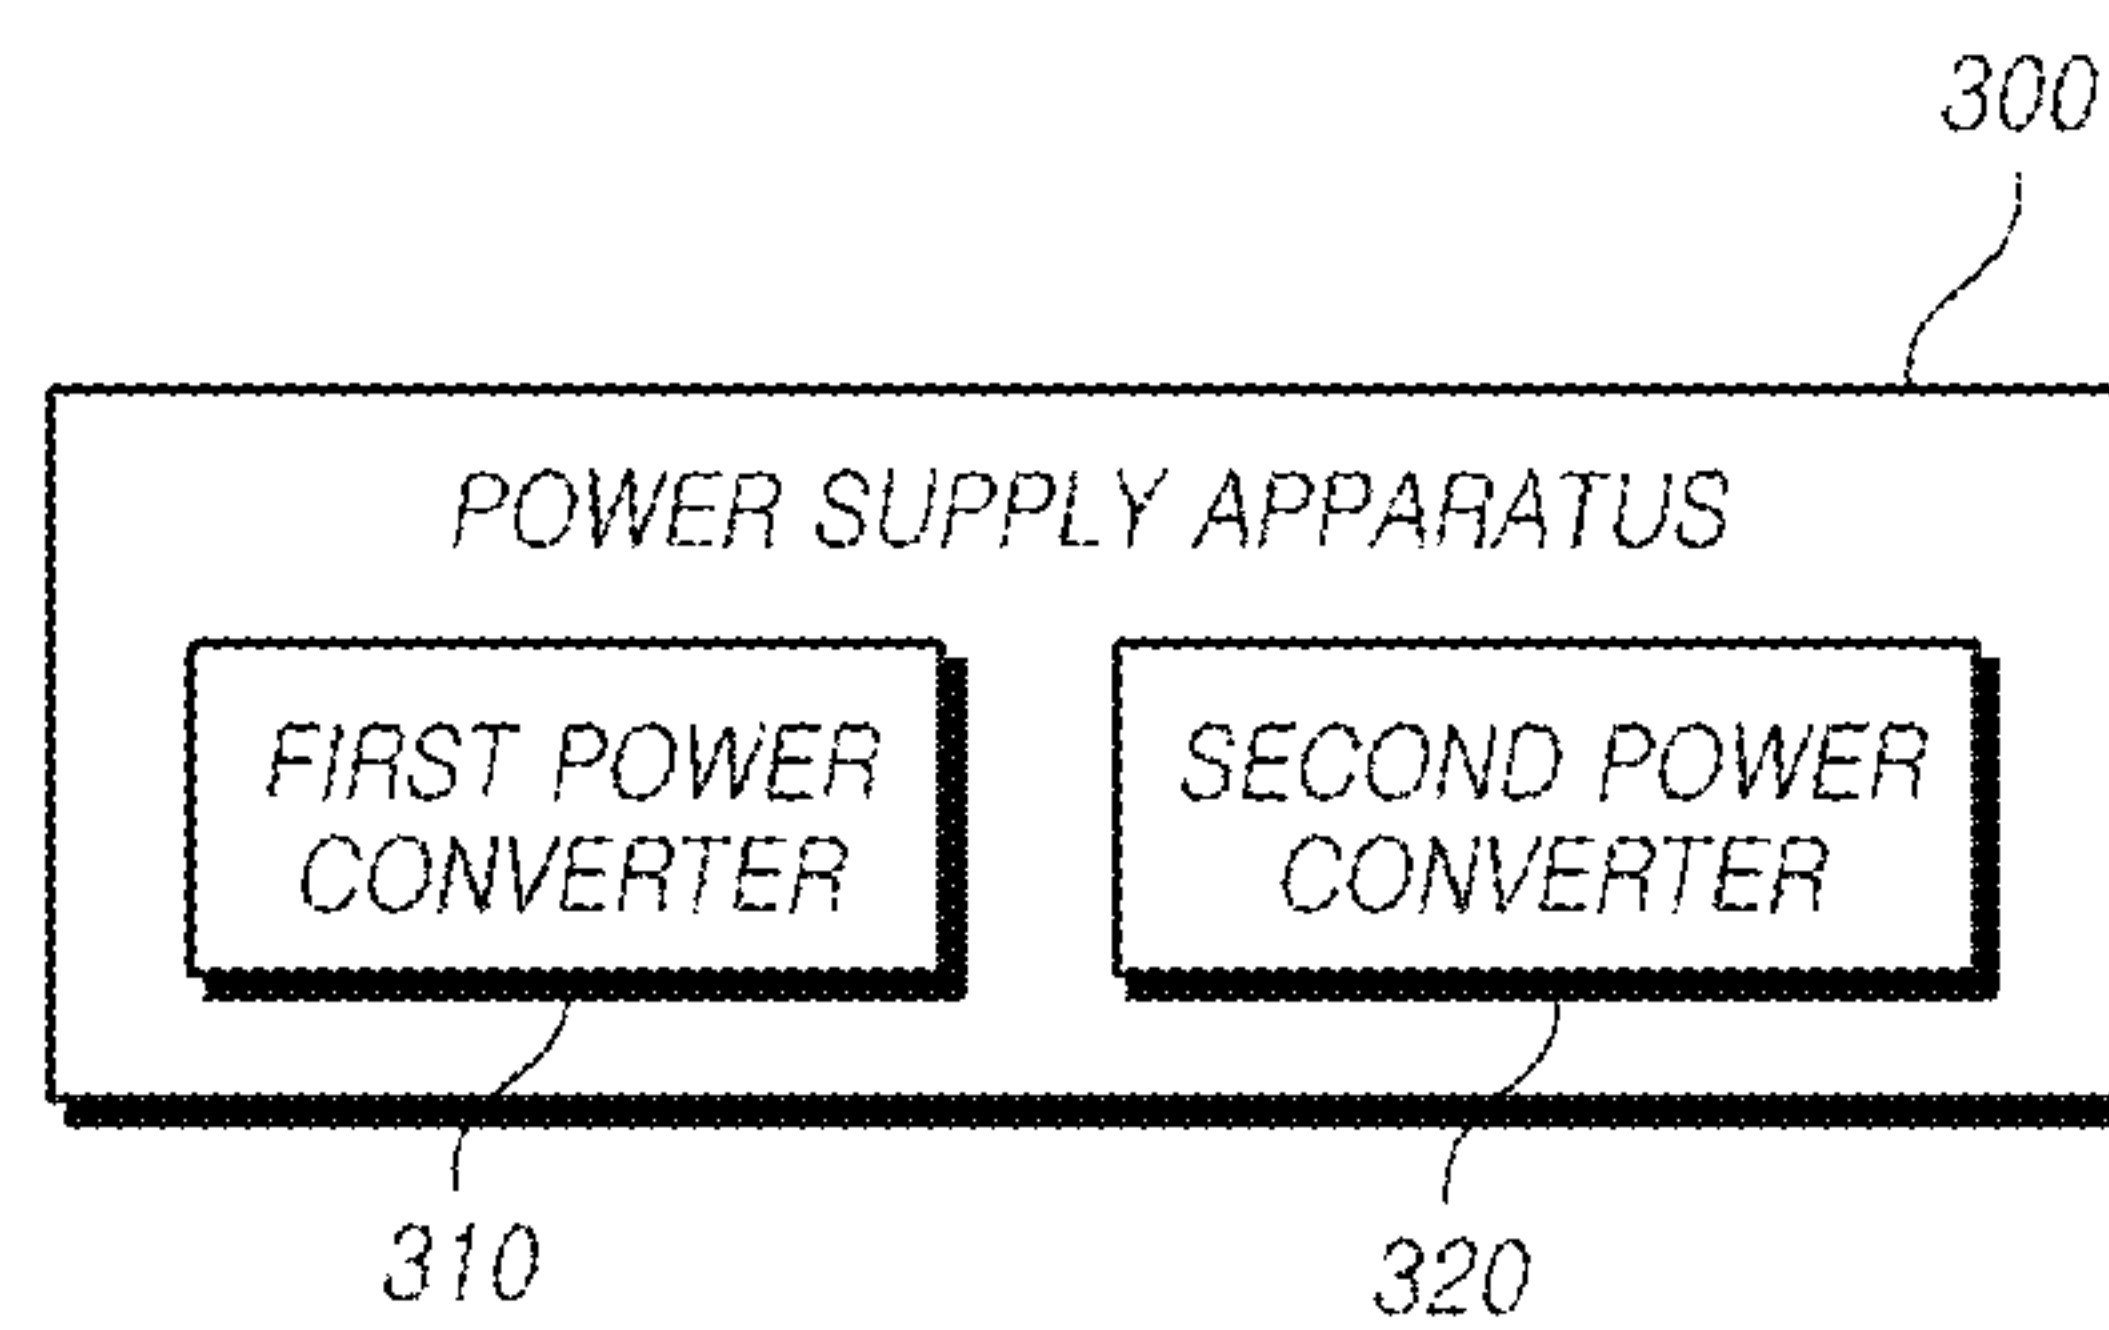 300
POWER SUPPLY APPARATUS
FIRST POWER
CONVERTER
SECOND POWER
CONVERTER
310
320